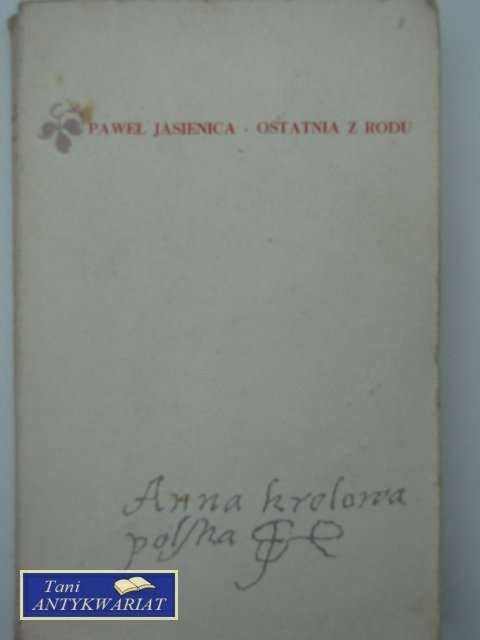 PAWEŁ JASIENICA · OSTATNIA Z RODU
Anna krolowa
polſka
Tani
ANTYKWARIAT